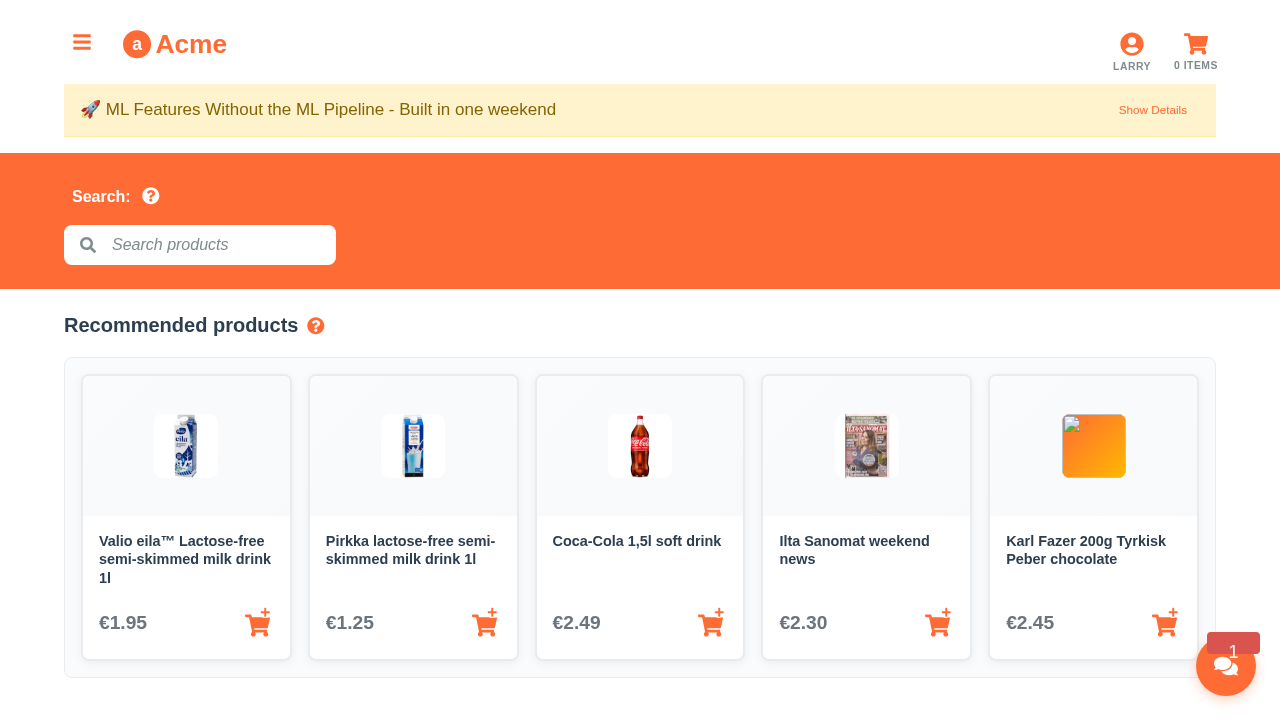 a Acme
LARRY
0 ITEMS
🚀 ML Features Without the ML Pipeline - Built in one weekend
Show Details
Search:
Search products
Recommended products
Valio eila™ Lactose-free
semi-skimmed milk drink
1l
€1.95
Pirkka lactose-free semi-
skimmed milk drink 1l
€1.25
Coca-Cola 1,5l soft drink
€2.49
Ilta Sanomat weekend
news
€2.30
Karl Fazer 200g Tyrkisk
Peber chocolate
€2.45
1